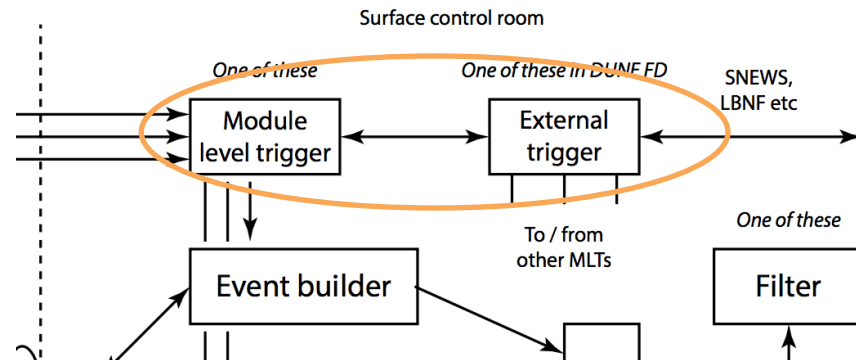 Surface control room
One of these
One of these in DUNE FD
SNEWS,
LBNF etc
Module
level trigger
External
trigger
To / from
other MLTs
One of these
Event builder
Filter